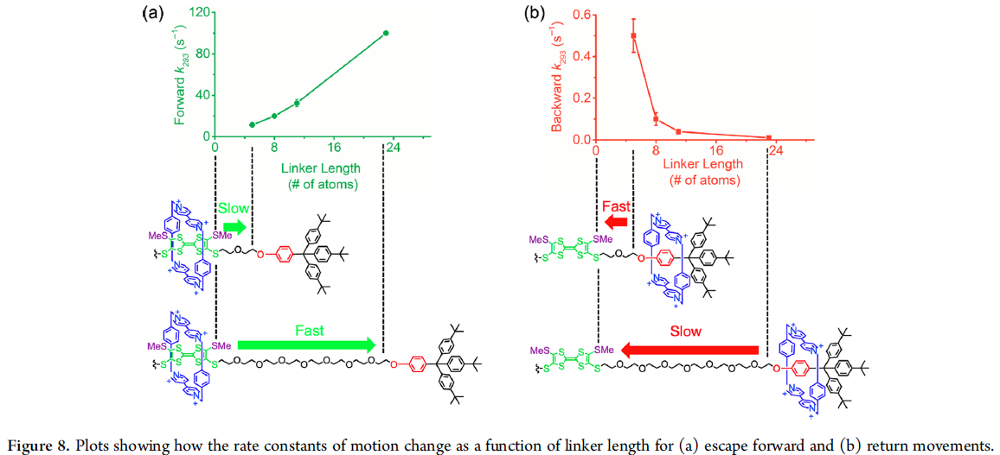 (a)
120
80
40
0
Forward k₂₉₃ (s⁻¹)
0 8 16 24
Linker Length
(# of atoms)
Slow
MeS SMe
S S S S S S O O
N⁺ N⁺ N⁺ N⁺
Fast
MeS SMe
S S S S S S O O O O O O O O
N⁺ N⁺ N⁺ N⁺
(b)
0.6
0.4
0.2
0.0
Backward k₂₉₃ (s⁻¹)
0 8 16 24
Linker Length
(# of atoms)
Fast
MeS SMe
S S S S S S O O
N⁺ N⁺ N⁺ N⁺
Slow
MeS SMe
S S S S S S O O O O O O O O
N⁺ N⁺ N⁺ N⁺
Figure 8. Plots showing how the rate constants of motion change as a function of linker length for (a) escape forward and (b) return movements.